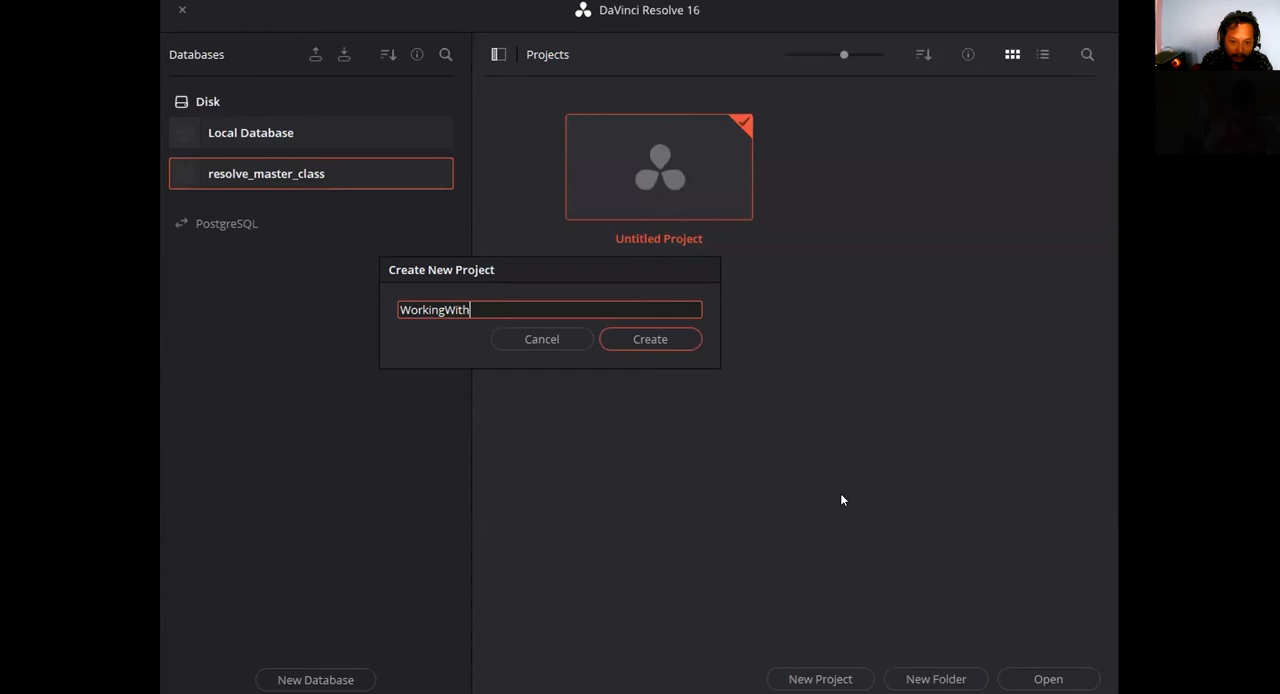 DaVinci Resolve 16
Databases
Projects
Disk
Local Database
resolve_master_class
PostgreSQL
Untitled Project
Create New Project
WorkingWith
Cancel
Create
New Database
New Project
New Folder
Open